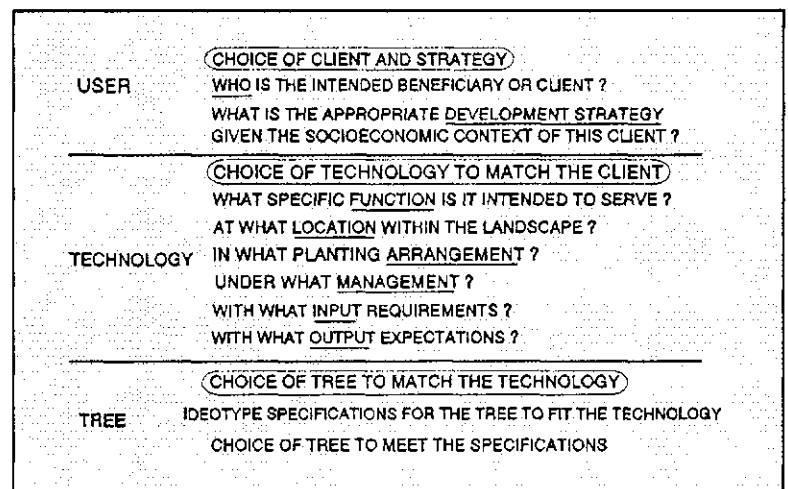 CHOICE OF CLIENT AND STRATEGY
USER
WHO IS THE INTENDED BENEFICIARY OR CLIENT ?
WHAT IS THE APPROPRIATE DEVELOPMENT STRATEGY
GIVEN THE SOCIOECONOMIC CONTEXT OF THIS CLIENT ?
CHOICE OF TECHNOLOGY TO MATCH THE CLIENT
WHAT SPECIFIC FUNCTION IS IT INTENDED TO SERVE ?
AT WHAT LOCATION WITHIN THE LANDSCAPE ?
TECHNOLOGY
IN WHAT PLANTING ARRANGEMENT ?
UNDER WHAT MANAGEMENT ?
WITH WHAT INPUT REQUIREMENTS ?
WITH WHAT OUTPUT EXPECTATIONS ?
CHOICE OF TREE TO MATCH THE TECHNOLOGY
TREE
IDEOTYPE SPECIFICATIONS FOR THE TREE TO FIT THE TECHNOLOGY
CHOICE OF TREE TO MEET THE SPECIFICATIONS